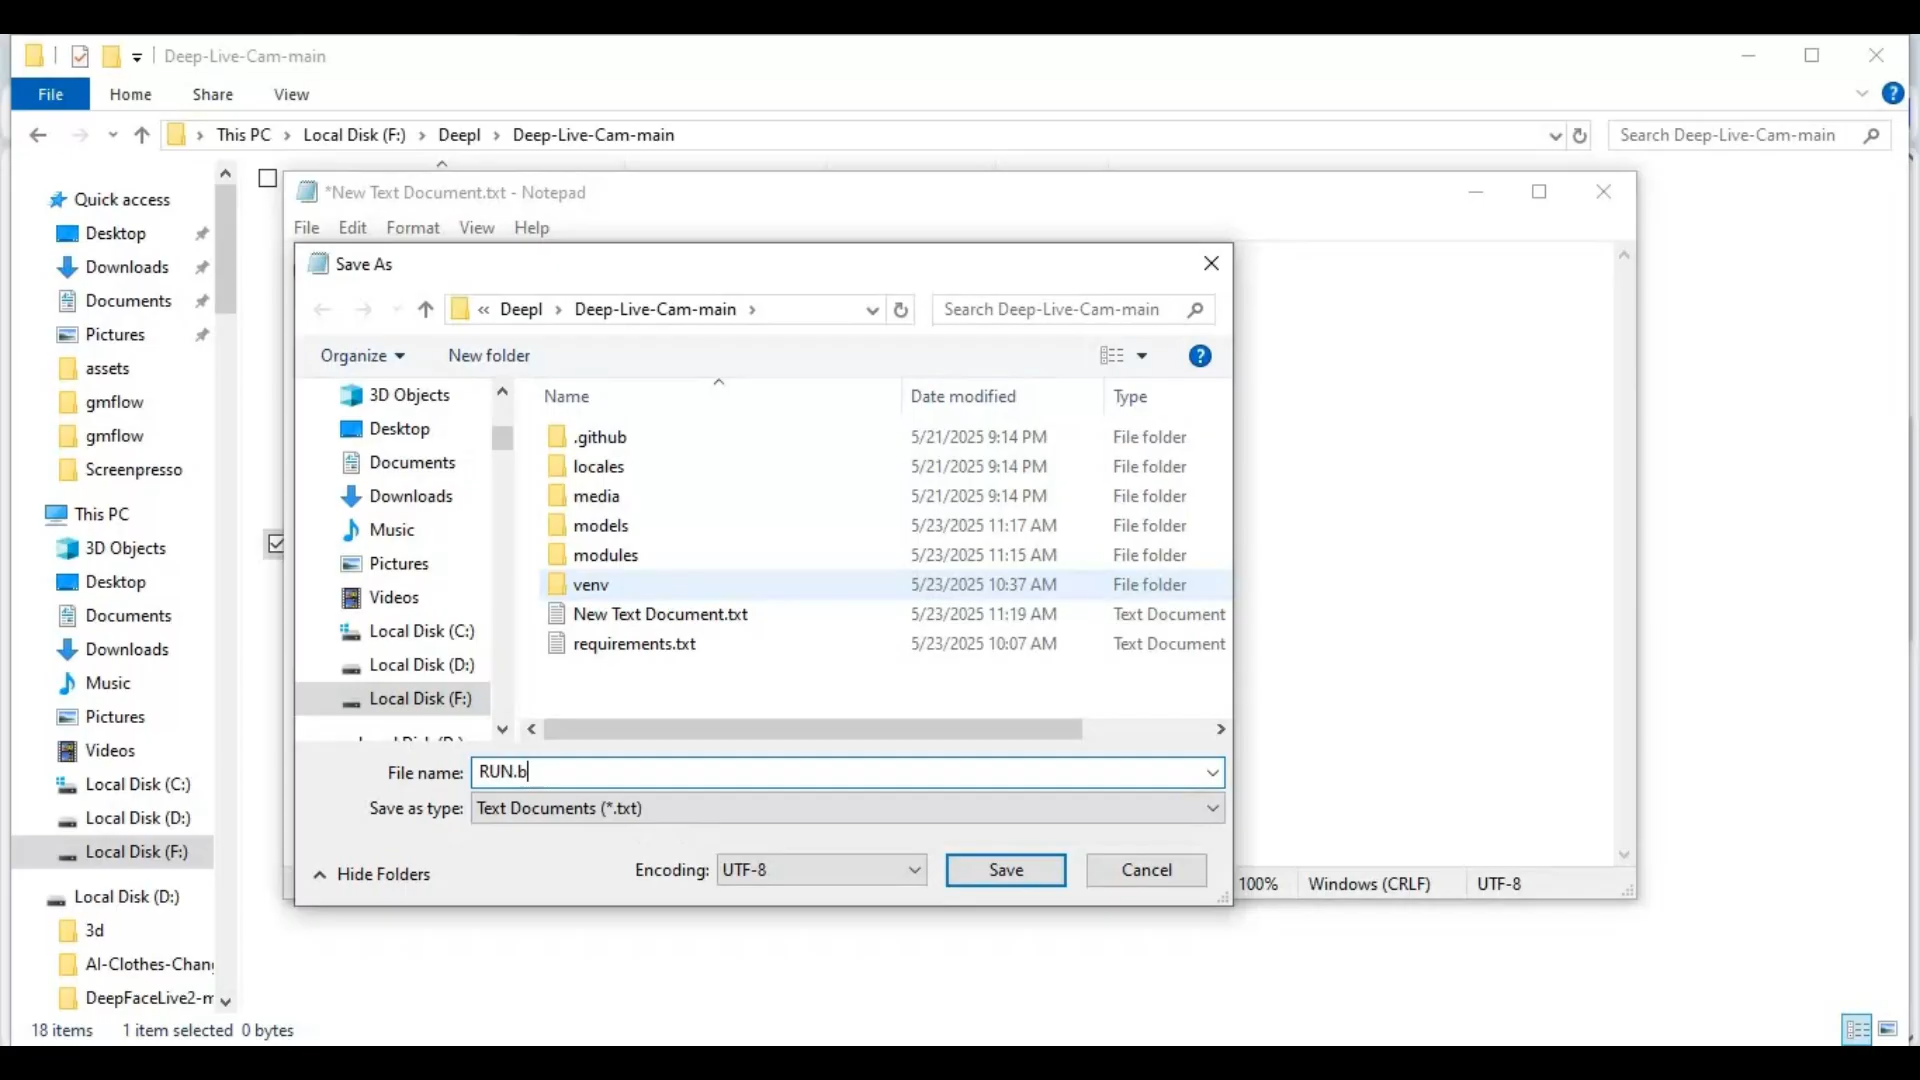 Deep-Live-Cam-main
File Home Share View
This PC Local Disk (F:) Deepl Deep-Live-Cam-main Search Deep-Live-Cam-main
Quick access
Desktop
Downloads
Documents
Pictures
assets
gmflow
gmflow
Screenpresso
This PC
3D Objects
Desktop
Documents
Downloads
Music
Pictures
Videos
Local Disk (C:)
Local Disk (D:)
Local Disk (F:)
Local Disk (D:)
3d
AI-Clothes-Chang
DeepFaceLive2-m
18 items 1 item selected 0 bytes
*New Text Document.txt - Notepad
File Edit Format View Help
Save As
« Deepl Deep-Live-Cam-main Search Deep-Live-Cam-main
Organize New folder
3D Objects
Desktop
Documents
Downloads
Music
Pictures
Videos
Local Disk (C:)
Local Disk (D:)
Local Disk (F:)
Name Date modified Type
.github 5/21/2025 9:14 PM File folder
locales 5/21/2025 9:14 PM File folder
media 5/21/2025 9:14 PM File folder
models 5/23/2025 11:17 AM File folder
modules 5/23/2025 11:15 AM File folder
venv 5/23/2025 10:37 AM File folder
New Text Document.txt 5/23/2025 11:19 AM Text Document
requirements.txt 5/23/2025 10:07 AM Text Document
File name: RUN.b
Save as type: Text Documents (*.txt)
Hide Folders Encoding: UTF-8 Save Cancel
100% Windows (CRLF) UTF-8